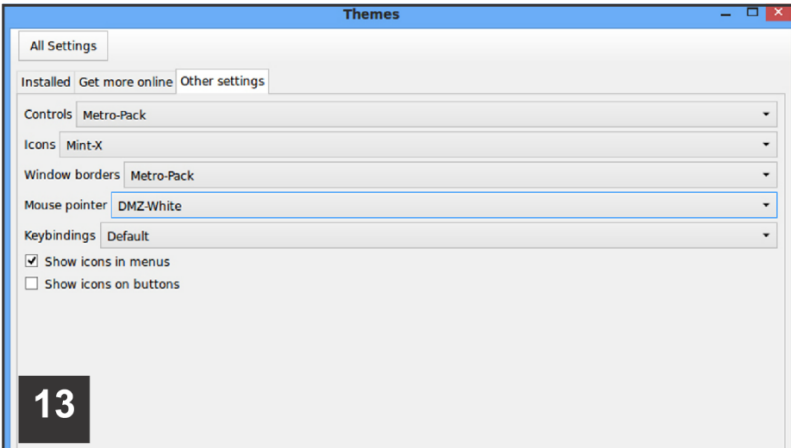 Themes
All Settings
Installed Get more online Other settings
Controls Metro-Pack
Icons Mint-X
Window borders Metro-Pack
Mouse pointer DMZ-White
Keybindings Default
Show icons in menus
Show icons on buttons
13